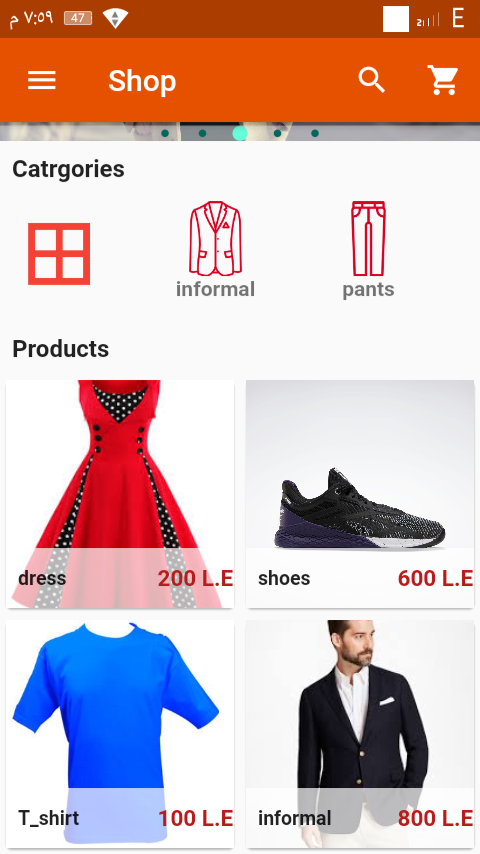 ٧:٥٩ م
47
E
Shop
Catrgories
informal
pants
Products
dress 200 L.E
shoes 600 L.E
T_shirt 100 L.E
informal 800 L.E